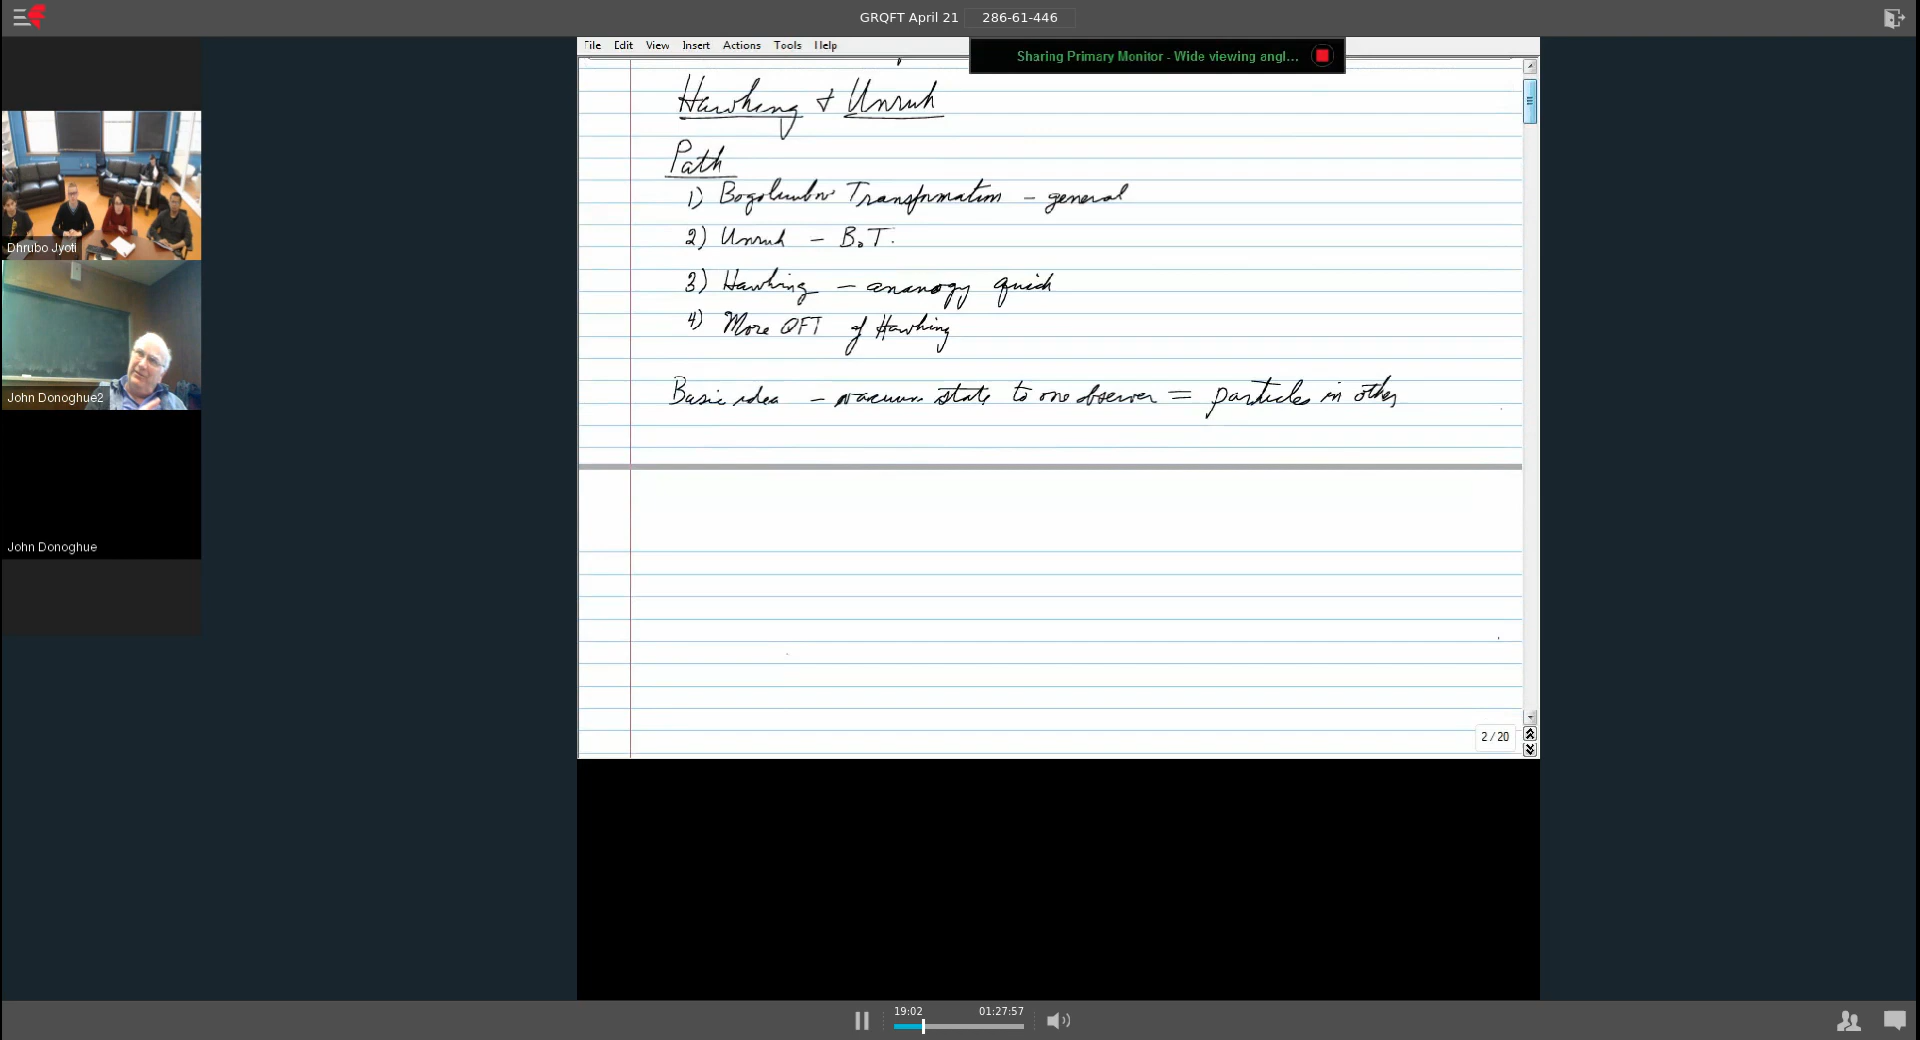 GRQFT April 21 286-61-446
File Edit View Insert Actions Tools Help
Sharing Primary Monitor - Wide viewing angl...
Hawking + Unruh
Path
1) Bogoliubov Transformation - general
2) Unruh - B.T.
3) Hawking - ananogy quick
4) More QFT of Hawking
Basic idea - vacuum state to one observer = particles in other
Dhrubo Jyoti
John Donoghue2
John Donoghue
2 / 20
19:02 01:27:57